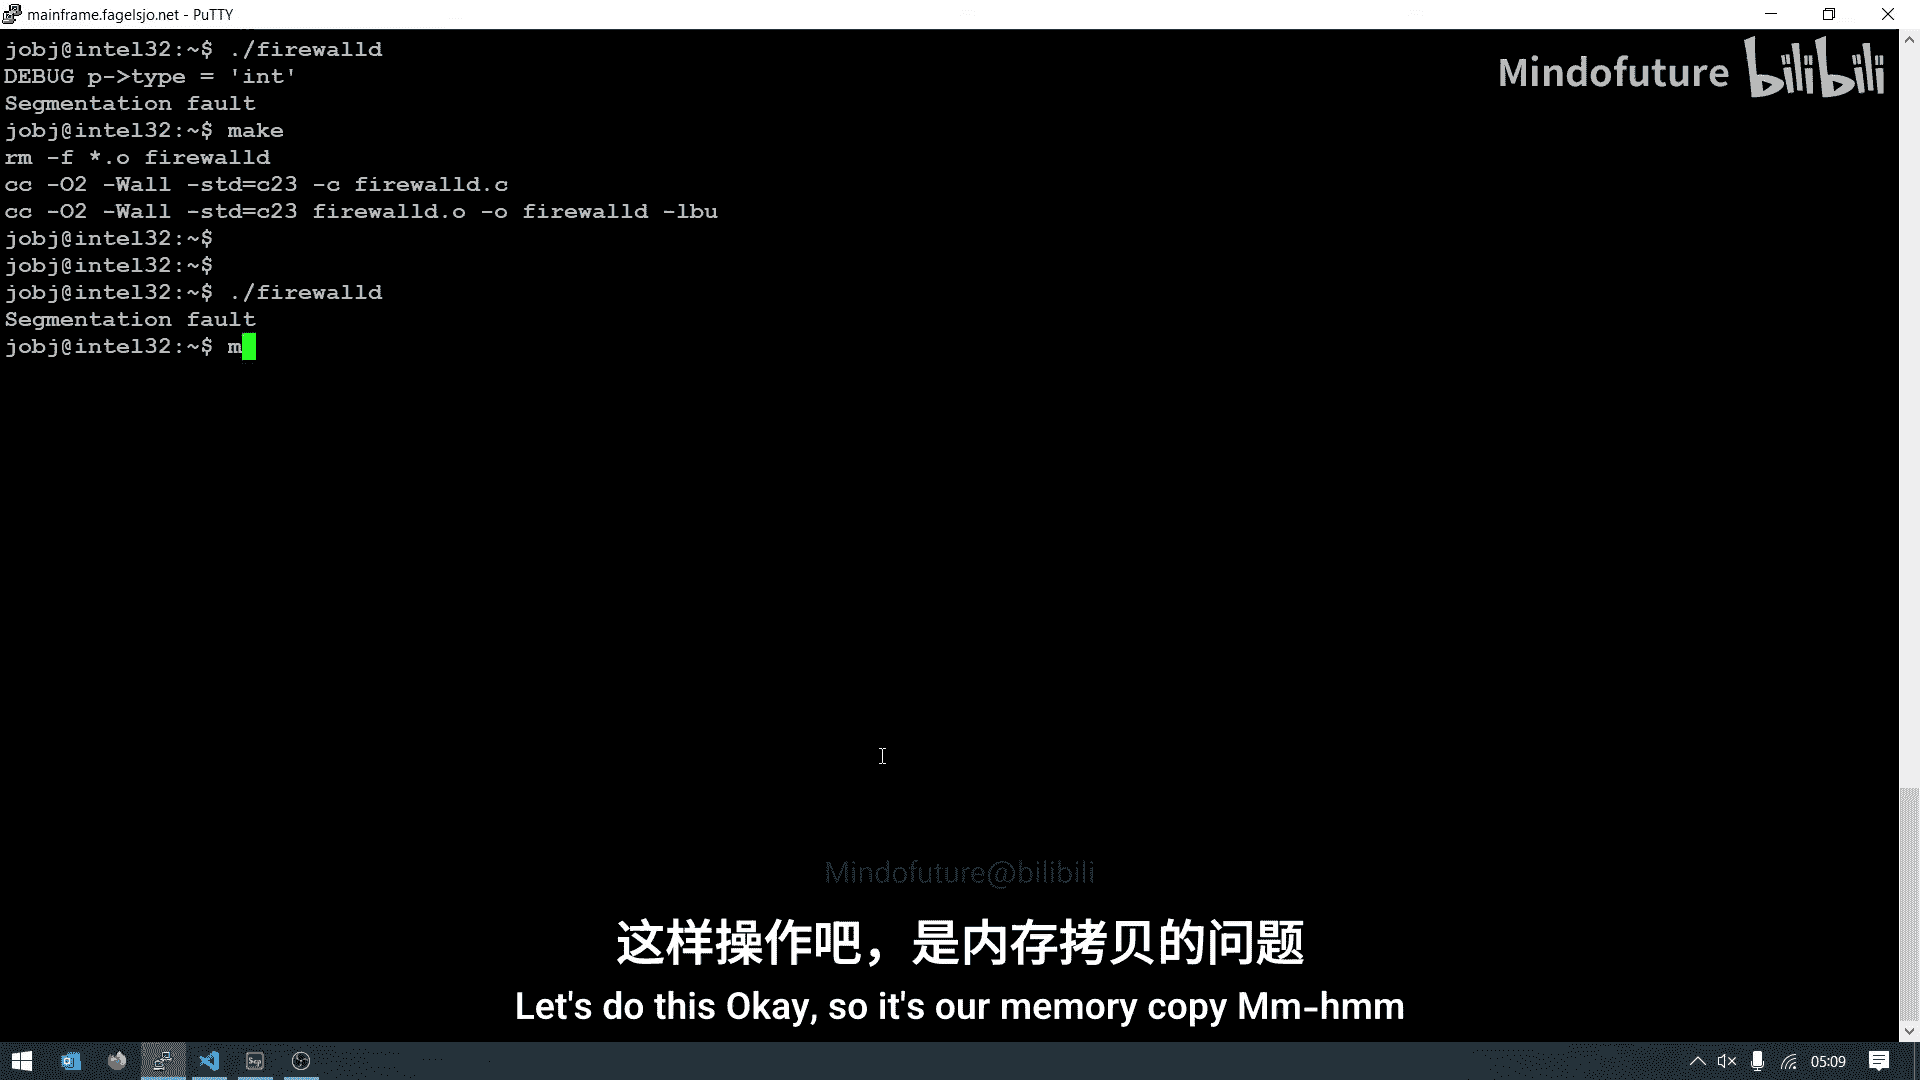 mainframe.fagelsjo.net - PuTTY
jobj@intel32:~$ ./firewalld
DEBUG p->type = 'int'
Segmentation fault
jobj@intel32:~$ make
rm -f *.o firewalld
cc -O2 -Wall -std=c23 -c firewalld.c
cc -O2 -Wall -std=c23 firewalld.o -o firewalld -lbu
jobj@intel32:~$
jobj@intel32:~$
jobj@intel32:~$ ./firewalld
Segmentation fault
jobj@intel32:~$ m
Mindofuture bilibili
Mindofuture@bilibili
这样操作吧，是内存拷贝的问题
Let's do this Okay, so it's our memory copy Mm-hmm
05:09